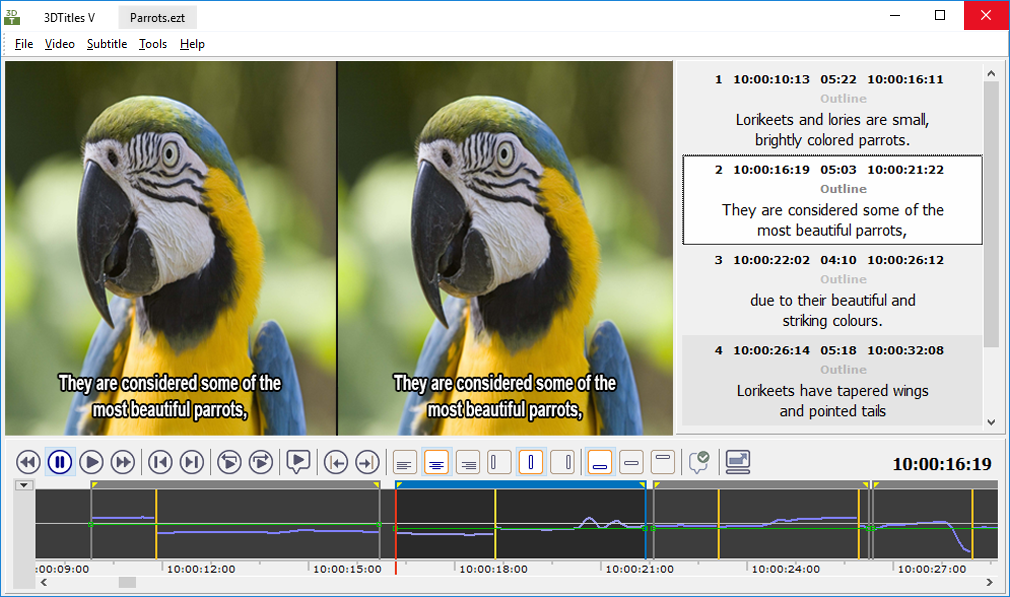 3D
T
3DTitles V
Parrots.ezt
File Video Subtitle Tools Help
They are considered some of the
most beautiful parrots,
They are considered some of the
most beautiful parrots,
1 10:00:10:13 05:22 10:00:16:11
Outline
Lorikeets and lories are small,
brightly colored parrots.
2 10:00:16:19 05:03 10:00:21:22
Outline
They are considered some of the
most beautiful parrots,
3 10:00:22:02 04:10 10:00:26:12
Outline
due to their beautiful and
striking colours.
4 10:00:26:14 05:18 10:00:32:08
Outline
Lorikeets have tapered wings
and pointed tails
10:00:16:19
:00:09:00 10:00:12:00 10:00:15:00 10:00:18:00 10:00:21:00 10:00:24:00 10:00:27:00